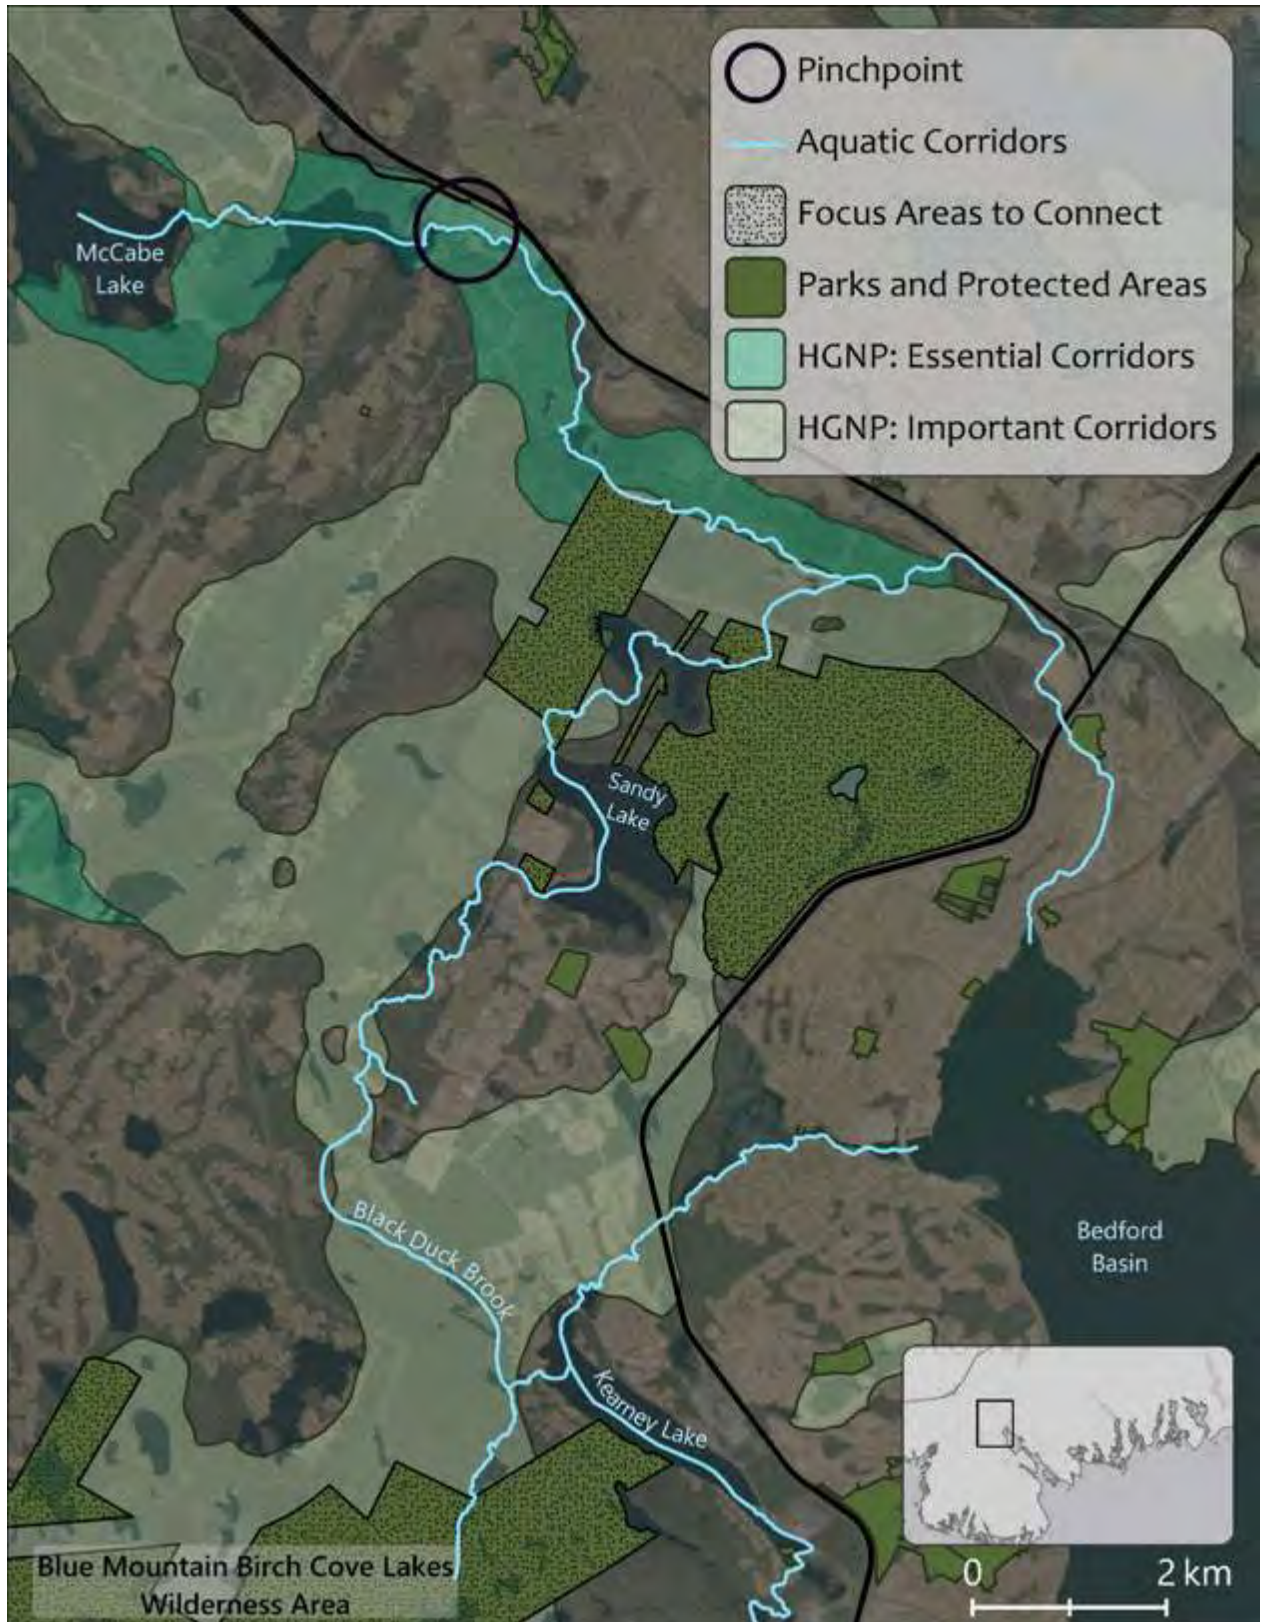 Pinchpoint
Aquatic Corridors
Focus Areas to Connect
Parks and Protected Areas
HGNP: Essential Corridors
HGNP: Important Corridors
McCabe
Lake
Sandy
Lake
Black Duck Brook
Bedford
Basin
Kearney Lake
Blue Mountain Birch Cove Lakes
Wilderness Area
0 2 km